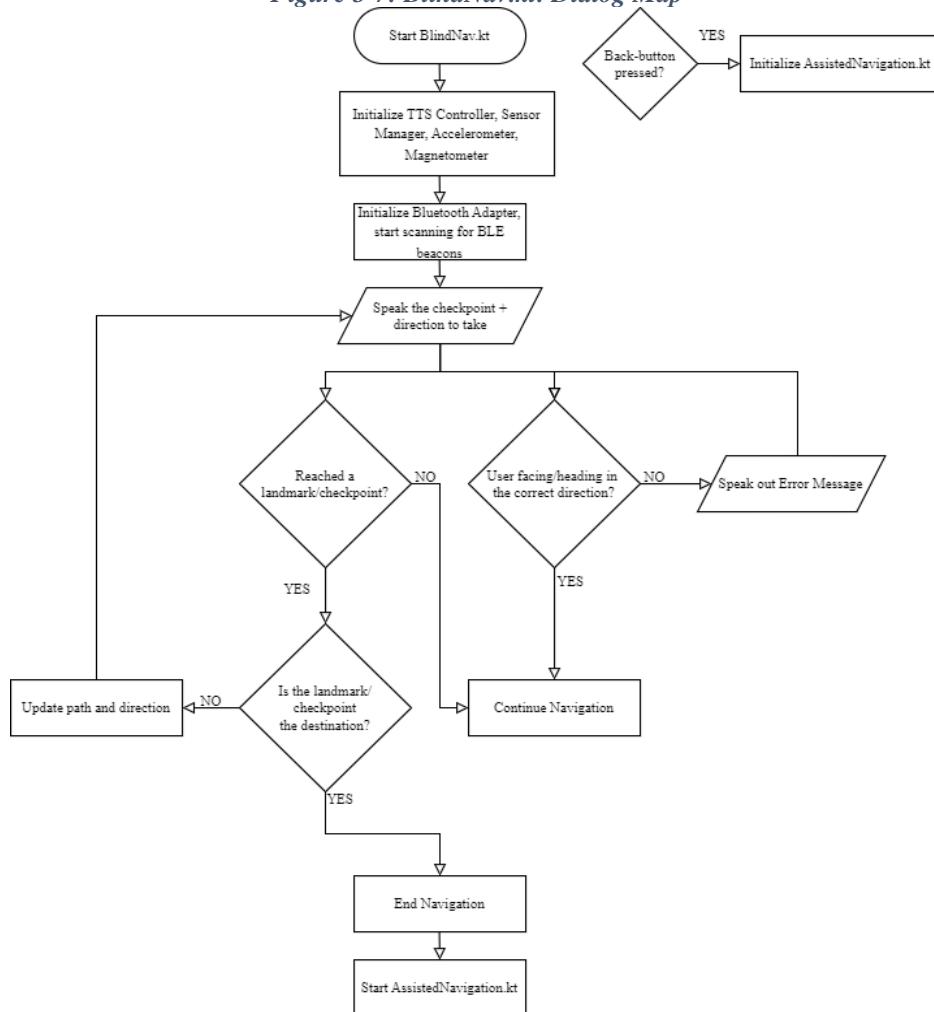 Start BlindNav.kt
Back-button
pressed?
YES
Initialize AssistedNavigation.kt
Initialize TTS Controller, Sensor
Manager, Accelerometer,
Magnetometer
Initialize Bluetooth Adapter,
start scanning for BLE
beacons
Speak the checkpoint +
direction to take
Reached a
landmark/checkpoint?
NO
User facing/heading in
the correct direction?
NO
Speak out Error Message
YES
YES
Update path and direction
NO
Is the landmark/
checkpoint
the destination?
Continue Navigation
YES
End Navigation
Start AssistedNavigation.kt